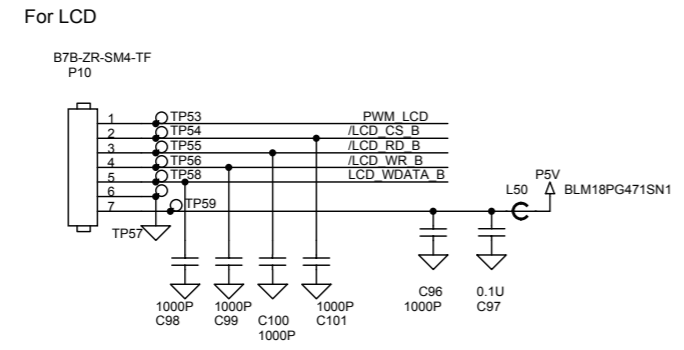 For LCD
B7B-ZR-SM4-TF
P10
1 TP53 PWM_LCD
2 TP54 /LCD_CS_B
3 TP55 /LCD_RD_B
4 TP56 /LCD_WR_B
5 TP58 LCD_WDATA_B
6
7 TP59
TP57
L50 P5V BLM18PG471SN1
1000P
C98
1000P
C99
C100
1000P
1000P
C101
C96
1000P
0.1U
C97